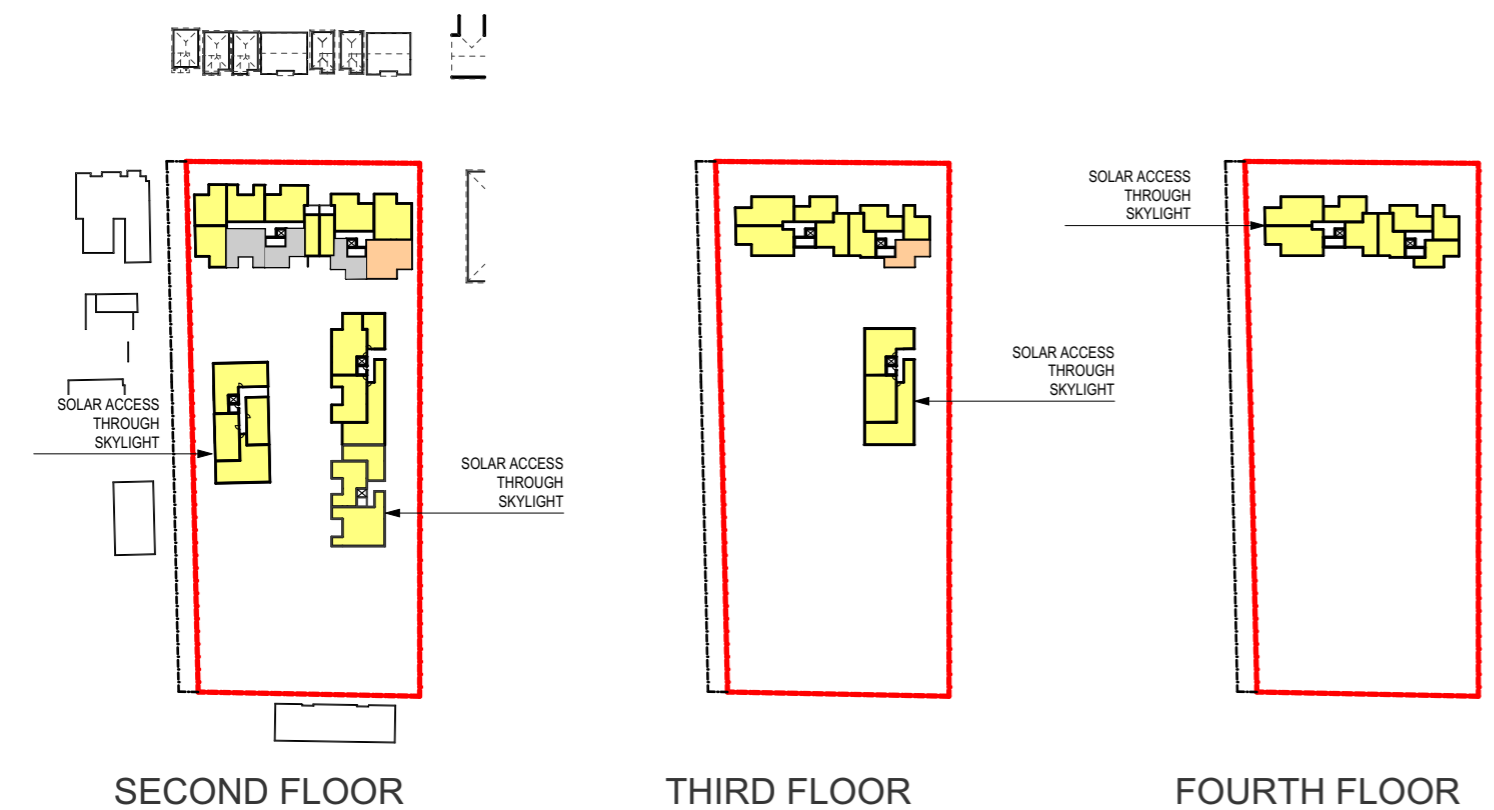 SOLAR ACCESS
THROUGH
SKYLIGHT
SOLAR ACCESS
THROUGH
SKYLIGHT
SECOND FLOOR
SOLAR ACCESS
THROUGH
SKYLIGHT
THIRD FLOOR
SOLAR ACCESS
THROUGH
SKYLIGHT
FOURTH FLOOR